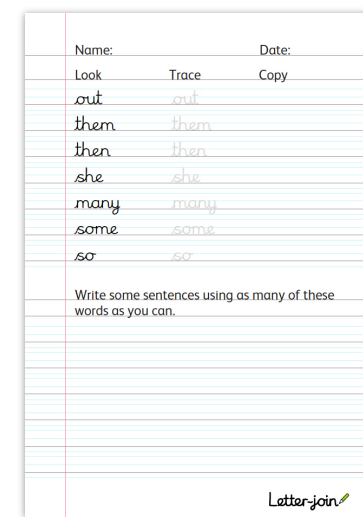 Name: Date:
Look Trace Copy
out out
them them
then then
she she
many many
some some
so so
Write some sentences using as many of these
words as you can.
Letter-join